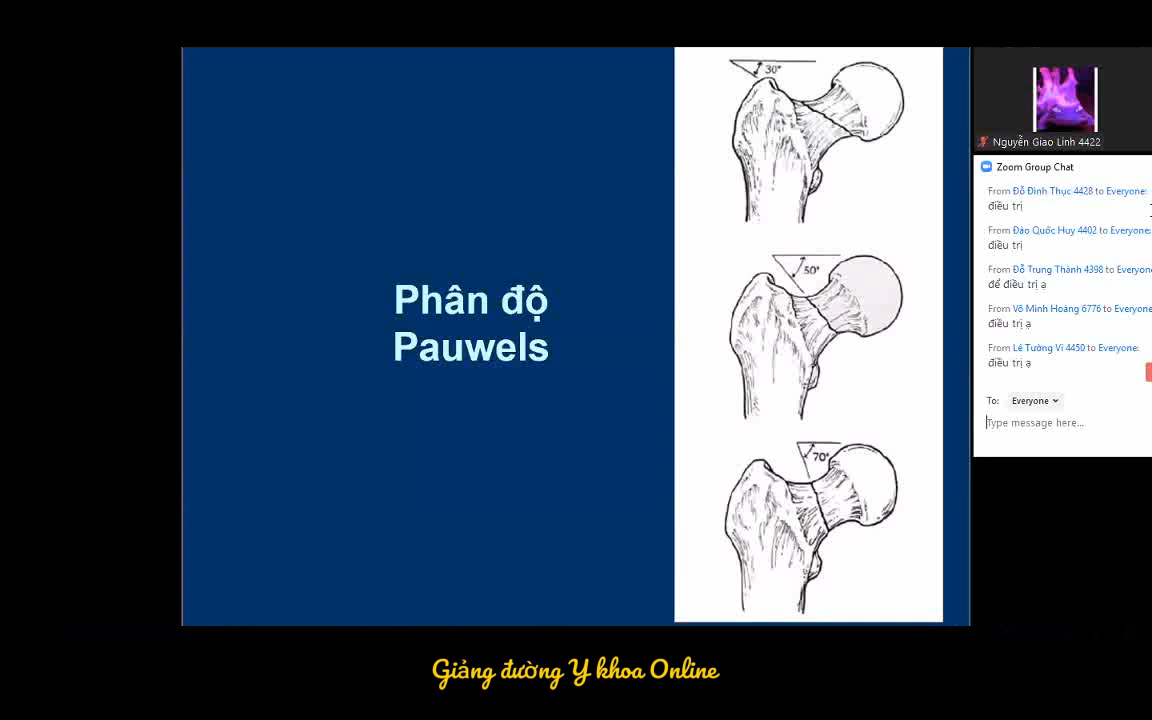 Phân độ
Pauwels
30°
50°
70°
Nguyễn Giao Linh 4422
Zoom Group Chat
From Đỗ Đình Thục 4428 to Everyone:
điều trị
From Đào Quốc Huy 4402 to Everyone:
điều trị
From Đỗ Trung Thành 4398 to Everyon
để điều trị ạ
From Võ Minh Hoàng 6776 to Everyone
điều trị ạ
From Lê Tường Vi 4450 to Everyone:
điều trị ạ
To: Everyone
Type message here...
Giảng đường Y khoa Online